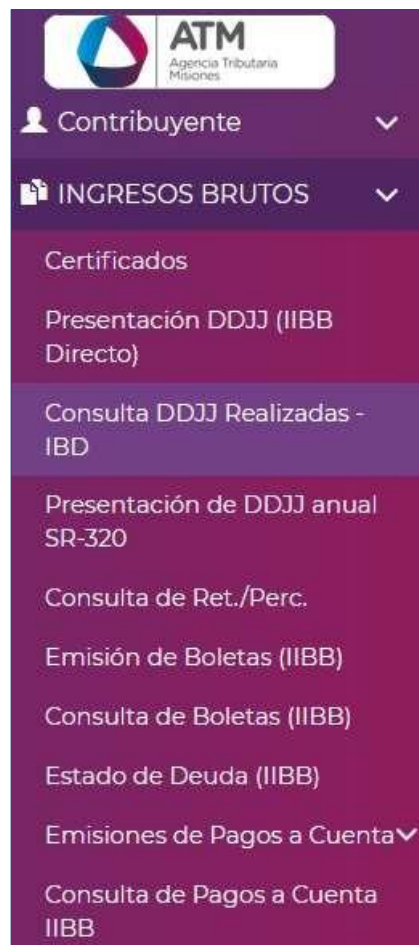 ATM
Agencia Tributaria
Misiones
Contribuyente
INGRESOS BRUTOS
Certificados
Presentación DDJJ (IIBB
Directo)
Consulta DDJJ Realizadas -
IBD
Presentación de DDJJ anual
SR-320
Consulta de Ret./Perc.
Emisión de Boletas (IIBB)
Consulta de Boletas (IIBB)
Estado de Deuda (IIBB)
Emisiones de Pagos a Cuenta
Consulta de Pagos a Cuenta
IIBB